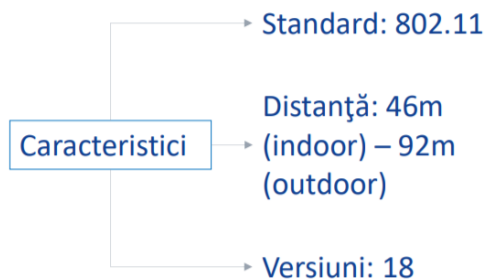 Standard: 802.11
Distanţă: 46m
Caracteristici
(indoor) – 92m
(outdoor)
Versiuni: 18